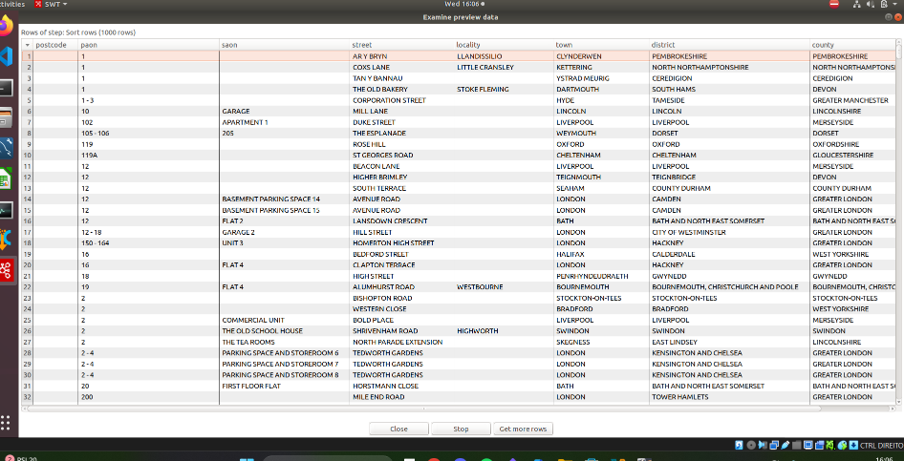 ctivities SWT Wed 16:06
Examine preview data
Rows of step: Sort rows (1000 rows)
postcode paon saon street locality town district county
1 1 AR Y BRYN LLANDISSILIO CLYNDERWEN PEMBROKESHIRE PEMBROKESHIRE
2 1 COXS LANE LITTLE CRANSLEY KETTERING NORTH NORTHAMPTONSHIRE NORTH NORTHAMPTONS
3 1 TAN Y BANNAU YSTRAD MEURIG CEREDIGION CEREDIGION
4 1 THE OLD BAKERY STOKE FLEMING DARTMOUTH SOUTH HAMS DEVON
5 1 - 3 CORPORATION STREET HYDE TAMESIDE GREATER MANCHESTER
6 10 GARAGE MILL LANE LINCOLN LINCOLN LINCOLNSHIRE
7 102 APARTMENT 1 DUKE STREET LIVERPOOL LIVERPOOL MERSEYSIDE
8 105 - 106 205 THE ESPLANADE WEYMOUTH DORSET DORSET
9 119 ROSE HILL OXFORD OXFORD OXFORDSHIRE
10 119A ST GEORGES ROAD CHELTENHAM CHELTENHAM GLOUCESTERSHIRE
11 12 BEACON LANE LIVERPOOL LIVERPOOL MERSEYSIDE
12 12 HIGHER BRIMLEY TEIGNMOUTH TEIGNBRIDGE DEVON
13 12 SOUTH TERRACE SEAHAM COUNTY DURHAM COUNTY DURHAM
14 12 BASEMENT PARKING SPACE 14 AVENUE ROAD LONDON CAMDEN GREATER LONDON
15 12 BASEMENT PARKING SPACE 15 AVENUE ROAD LONDON CAMDEN GREATER LONDON
16 12 FLAT 2 LANSDOWN CRESCENT BATH BATH AND NORTH EAST SOMERSET BATH AND NORTH EAST S
17 12 - 18 GARAGE 2 HILL STREET LONDON CITY OF WESTMINSTER GREATER LONDON
18 150 - 164 UNIT 3 HOMERTON HIGH STREET LONDON HACKNEY GREATER LONDON
19 16 BEDFORD STREET HALIFAX CALDERDALE WEST YORKSHIRE
20 16 FLAT 4 CLAPTON TERRACE LONDON HACKNEY GREATER LONDON
21 18 HIGH STREET PENRHYNDEUDRAETH GWYNEDD GWYNEDD
22 19 FLAT 4 ALUMHURST ROAD WESTBOURNE BOURNEMOUTH BOURNEMOUTH, CHRISTCHURCH AND POOLE BOURNEMOUTH, CHRISTC
23 2 BISHOPTON ROAD STOCKTON-ON-TEES STOCKTON-ON-TEES STOCKTON-ON-TEES
24 2 WESTERN CLOSE BRADFORD BRADFORD WEST YORKSHIRE
25 2 COMMERCIAL UNIT BOLD PLACE LIVERPOOL LIVERPOOL MERSEYSIDE
26 2 THE OLD SCHOOL HOUSE SHRIVENHAM ROAD HIGHWORTH SWINDON SWINDON SWINDON
27 2 THE TEA ROOMS NORTH PARADE EXTENSION SKEGNESS EAST LINDSEY LINCOLNSHIRE
28 2 - 4 PARKING SPACE AND STOREROOM 6 TEDWORTH GARDENS LONDON KENSINGTON AND CHELSEA GREATER LONDON
29 2 - 4 PARKING SPACE AND STOREROOM 7 TEDWORTH GARDENS LONDON KENSINGTON AND CHELSEA GREATER LONDON
30 2 - 4 PARKING SPACE AND STOREROOM 8 TEDWORTH GARDENS LONDON KENSINGTON AND CHELSEA GREATER LONDON
31 20 FIRST FLOOR FLAT HORSTMANN CLOSE BATH BATH AND NORTH EAST SOMERSET BATH AND NORTH EAST S
32 200 MILE END ROAD LONDON TOWER HAMLETS GREATER LONDON
Close Stop Get more rows
CTRL DIREITO
16:06